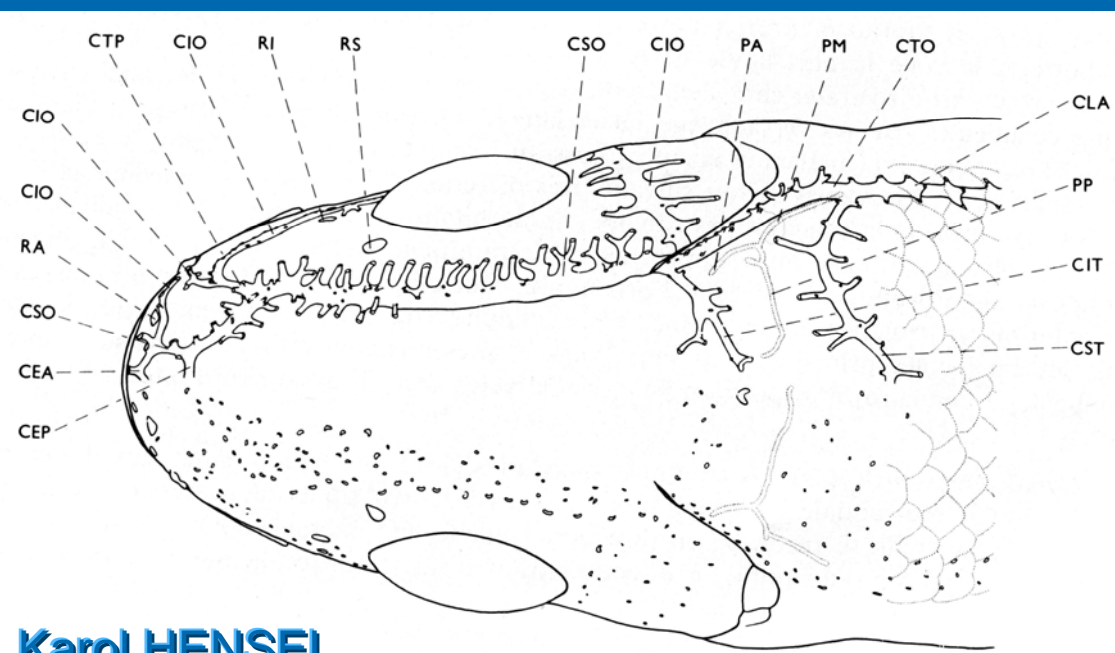 CTP CIO RI RS CSO CIO PA PM CTO
CLA
CIO
PP
CIO
RA
CIT
CSO
CST
CEA
CEP
Karol HENSEL